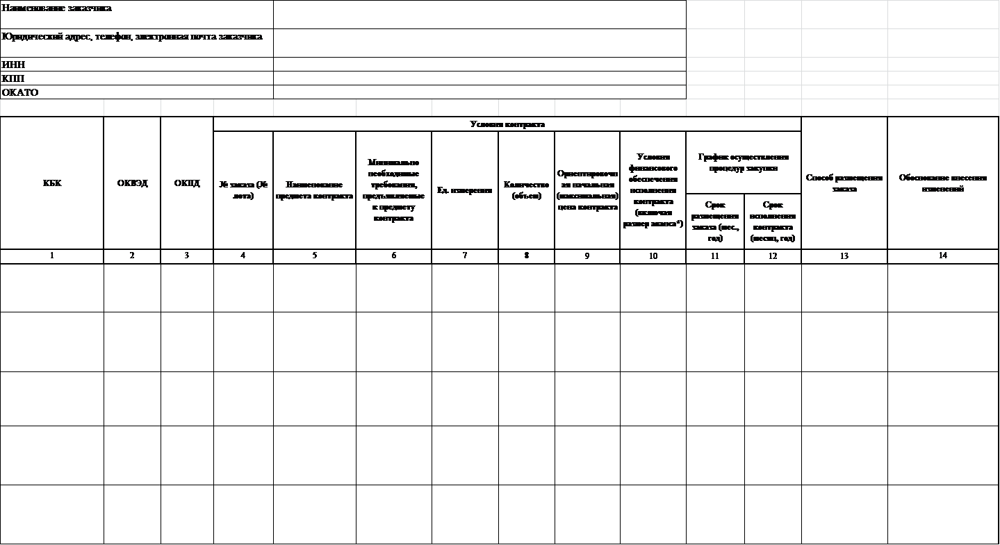 Наименование заказчика
Юридический адрес, телефон, электронная почта заказчика
ИНН
КПП
ОКАТО
Условия контракта
КБК
ОКВЭД
ОКПД
№ заказа (№
лота)
Наименование
предмета контракта
Минимально
необходимые
требования,
предъявляемые
к предмету
контракта
Ед. измерения
Количество
(объем)
Ориентировочн
ая начальная
(максимальная)
цена контракта
Условия
финансового
обеспечения
исполнения
контракта
(включая
размер аванса*)
График осуществления
процедур закупки
Срок
размещения
заказа (мес.,
год)
Срок
исполнения
контракта
(месяц, год)
Способ размещения
заказа
Обоснование внесения
изменений
1 2 3 4 5 6 7 8 9 10 11 12 13 14